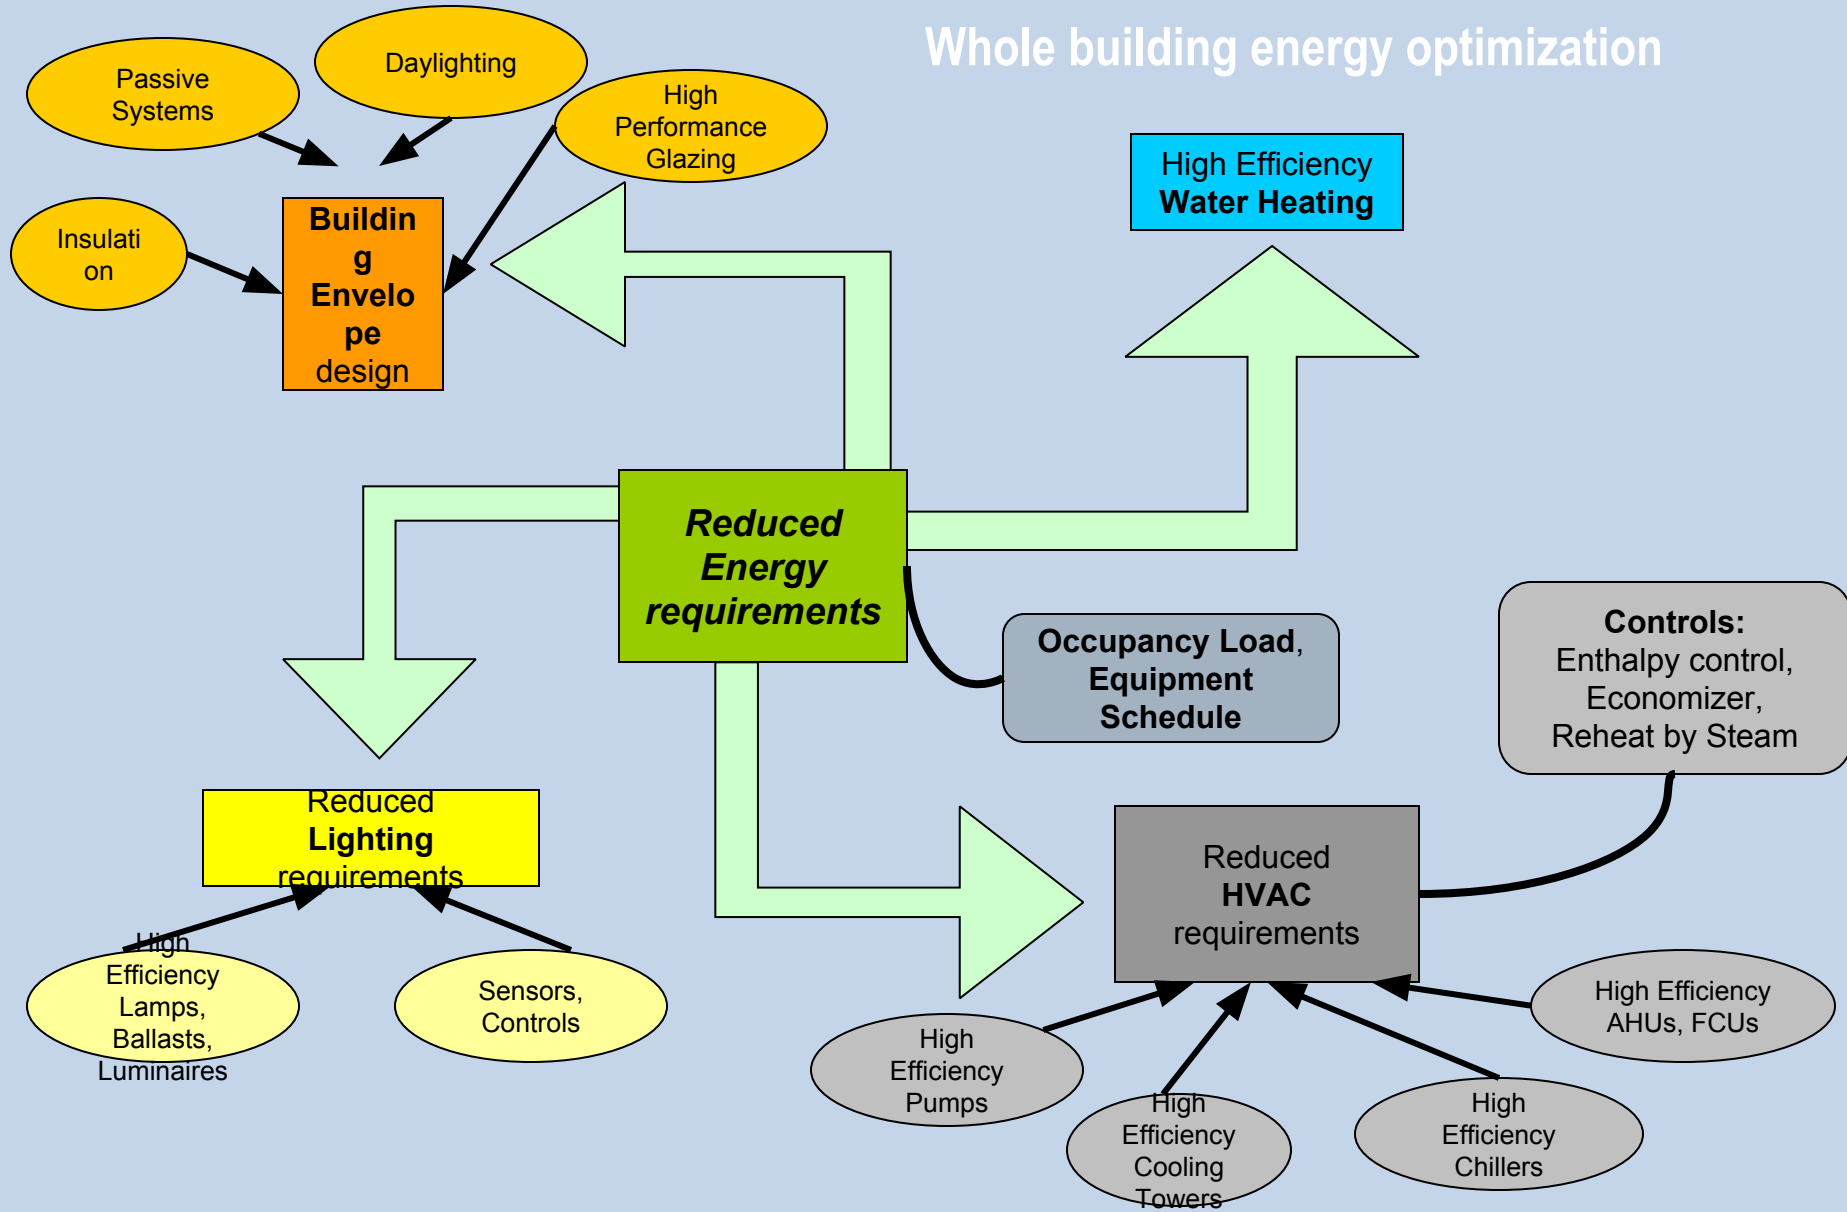 Whole building energy optimization
Passive
Systems
Daylighting
High
Performance
Glazing
Insulati
on
Buildin
g
Envelo
pe
design
High Efficiency
Water Heating
Reduced
Energy
requirements
Occupancy Load,
Equipment
Schedule
Controls:
Enthalpy control,
Economizer,
Reheat by Steam
Reduced
Lighting
requirements
High
Efficiency
Lamps,
Ballasts,
Luminaires
Sensors,
Controls
Reduced
HVAC
requirements
High
Efficiency
Pumps
High
Efficiency
Cooling
Towers
High
Efficiency
Chillers
High Efficiency
AHUs, FCUs